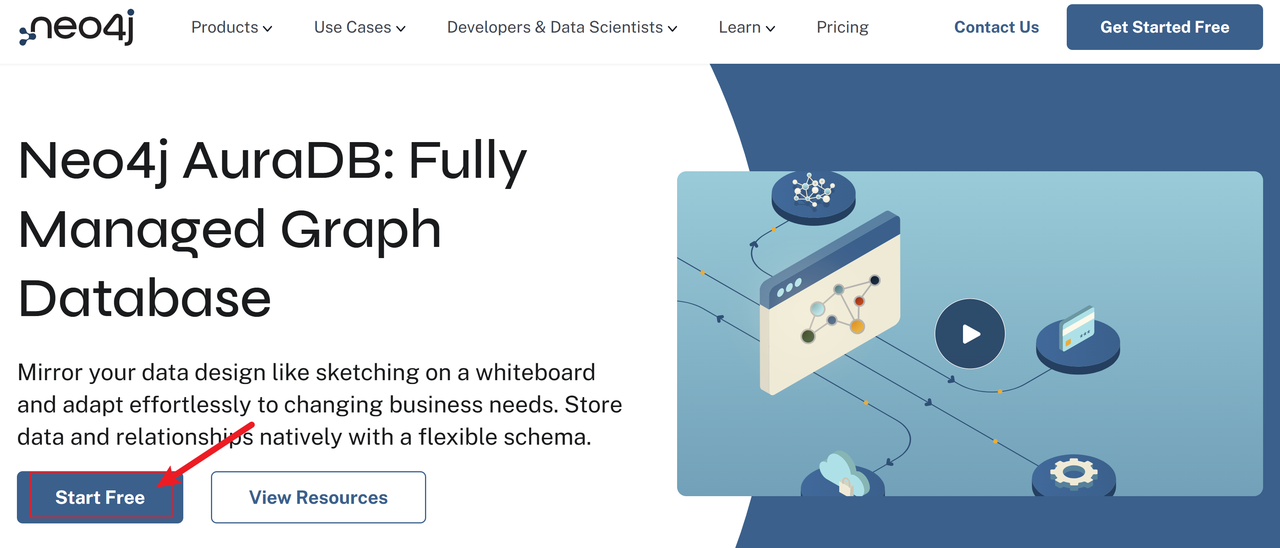 neo4j
Products
Use Cases
Developers & Data Scientists
Learn
Pricing
Contact Us
Get Started Free
Neo4j AuraDB: Fully
Managed Graph
Database
Mirror your data design like sketching on a whiteboard
and adapt effortlessly to changing business needs. Store
data and relationships natively with a flexible schema.
Start Free
View Resources